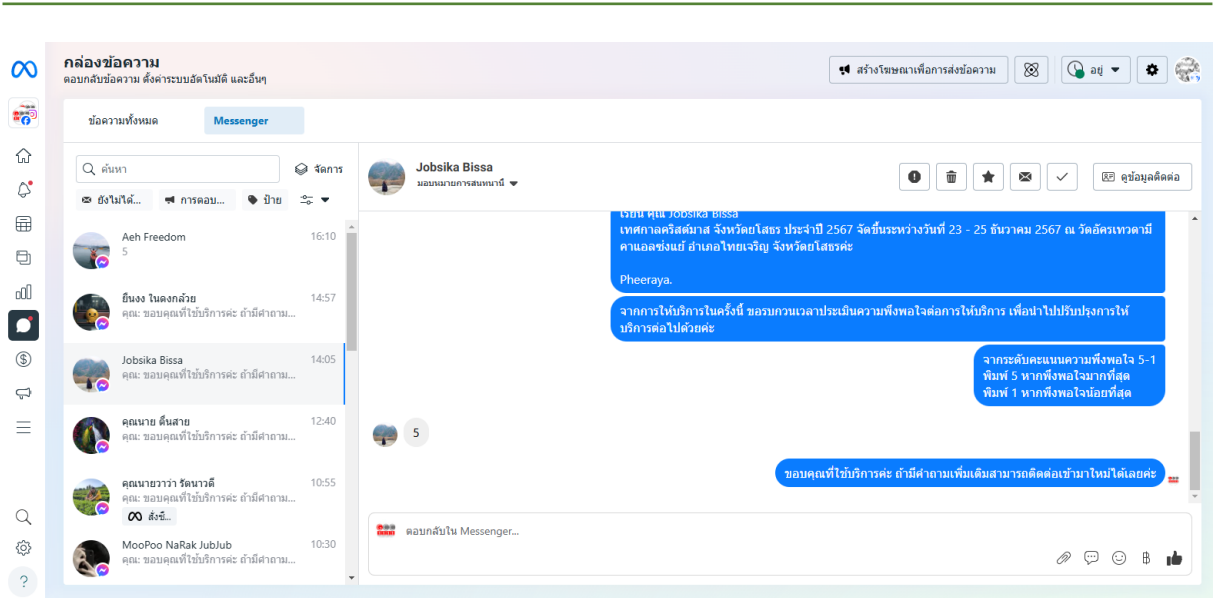 กล่องข้อความ
ตอบกลับข้อความ ตั้งค่าระบบอัตโนมัติ และอื่นๆ
สร้างโฆษณาเพื่อการส่งข้อความ
อยู่
ข้อความทั้งหมด
Messenger
ค้นหา
จัดการ
ยังไม่ได้...
การตอบ...
ป้าย
Aeh Freedom
16:10
5
ยืนงง ในดงกล้วย
14:57
คุณ: ขอบคุณที่ใช้บริการค่ะ ถ้ามีคำถาม...
Jobsika Bissa
14:05
คุณ: ขอบคุณที่ใช้บริการค่ะ ถ้ามีคำถาม...
คุณนาย ตื่นสาย
12:40
คุณ: ขอบคุณที่ใช้บริการค่ะ ถ้ามีคำถาม...
คุณนายวาว่า รัตนาวดี
10:55
คุณ: ขอบคุณที่ใช้บริการค่ะ ถ้ามีคำถาม...
สั่งซื้...
MooPoo NaRak JubJub
10:30
คุณ: ขอบคุณที่ใช้บริการค่ะ ถ้ามีคำถาม...
Jobsika Bissa
มอบหมายการสนทนานี้
ดูข้อมูลติดต่อ
เรียน คุณ Jobsika Bissa
เทศกาลคริสต์มาส จังหวัดยโสธร ประจำปี 2567 จัดขึ้นระหว่างวันที่ 23 - 25 ธันวาคม 2567 ณ วัดอัครเทวดามี
คาแอลซ่งแย้ อำเภอไทยเจริญ จังหวัดยโสธรค่ะ
Pheeraya.
จากการให้บริการในครั้งนี้ ขอรบกวนเวลาประเมินความพึงพอใจต่อการให้บริการ เพื่อนำไปปรับปรุงการให้
บริการต่อไปด้วยค่ะ
จากระดับคะแนนความพึงพอใจ 5-1
พิมพ์ 5 หากพึงพอใจมากที่สุด
พิมพ์ 1 หากพึงพอใจน้อยที่สุด
5
ขอบคุณที่ใช้บริการค่ะ ถ้ามีคำถามเพิ่มเติมสามารถติดต่อเข้ามาใหม่ได้เลยค่ะ
ตอบกลับใน Messenger...